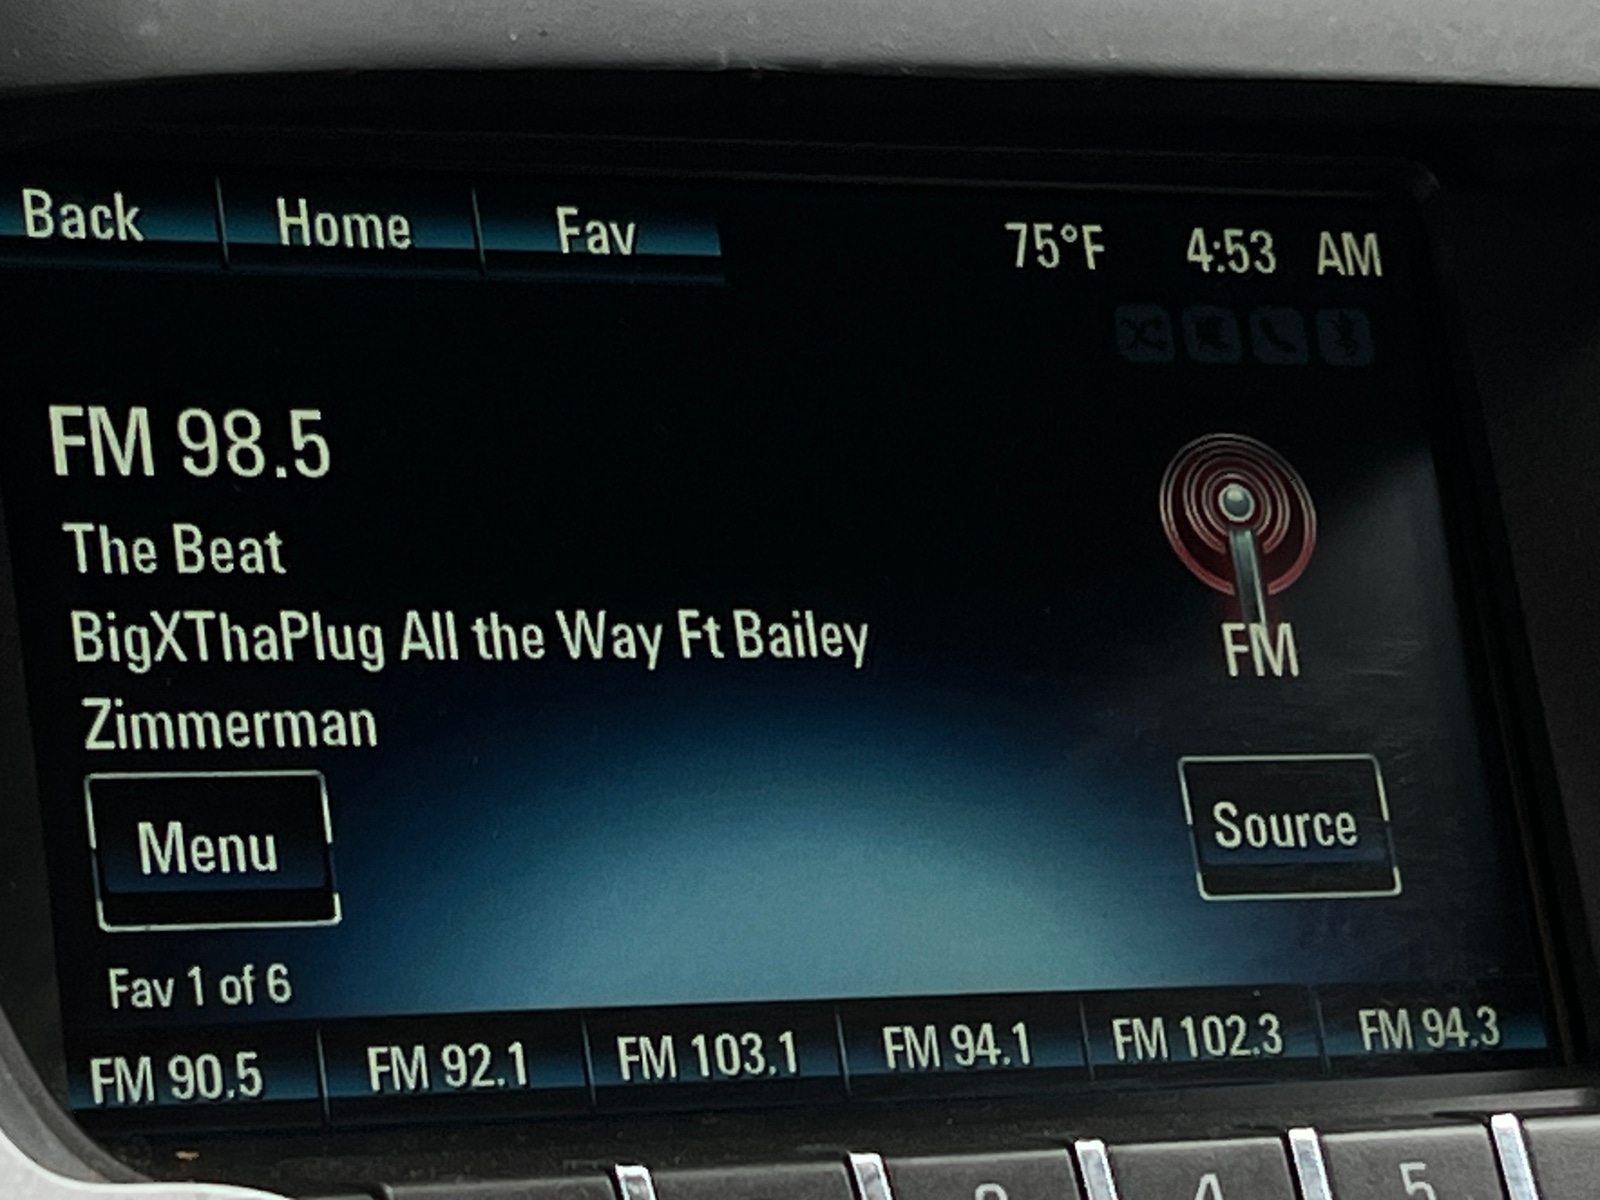 Back Home Fav 75°F 4:53 AM
FM 98.5
The Beat
BigXThaPlug All the Way Ft Bailey
Zimmerman
FM
Menu
Source
Fav 1 of 6
FM 90.5 FM 92.1 FM 103.1 FM 94.1 FM 102.3 FM 94.3
4 5